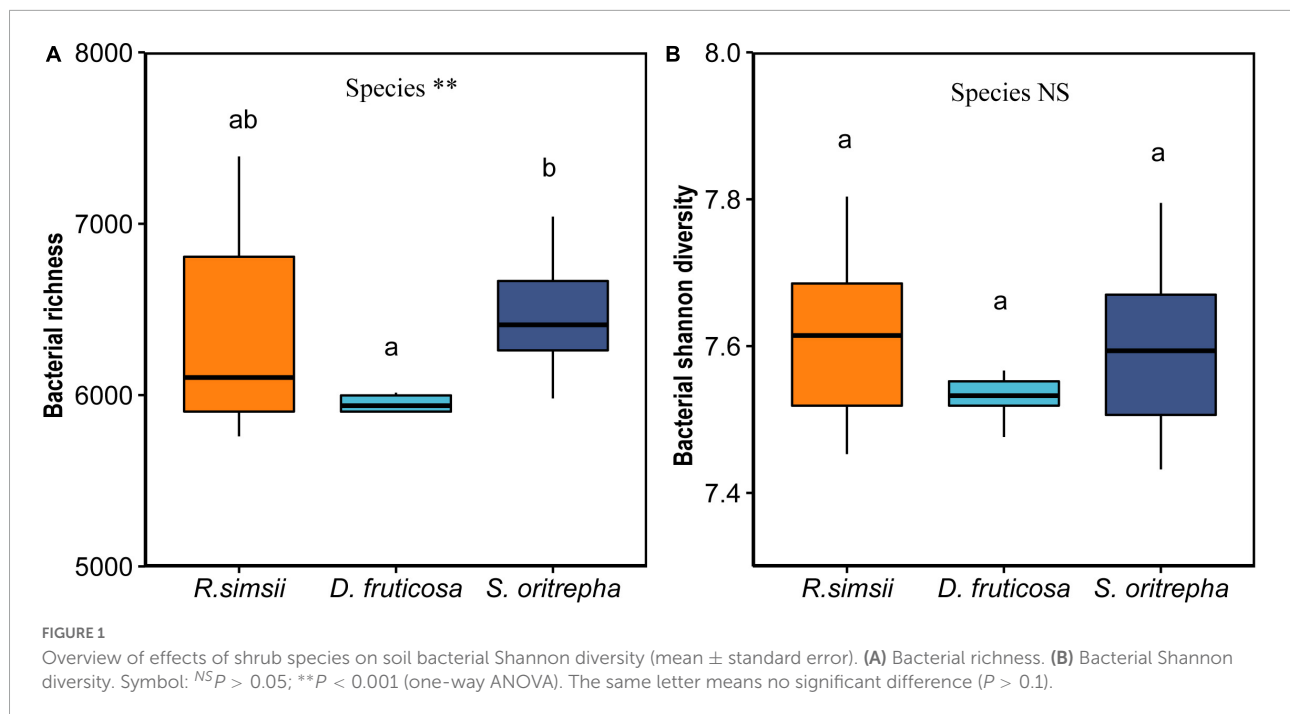 A
B
8000
7000
6000
5000
Bacterial richness
Species **
ab
a
b
R.simsii D. fruticosa S. oritrepha
8.0
7.8
7.6
7.4
Bacterial shannon diversity
Species NS
a
a
a
R.simsii D. fruticosa S. oritrepha
FIGURE 1
Overview of effects of shrub species on soil bacterial Shannon diversity (mean ± standard error). (A) Bacterial richness. (B) Bacterial Shannon
diversity. Symbol: NSP > 0.05; **P < 0.001 (one-way ANOVA). The same letter means no significant difference (P > 0.1).